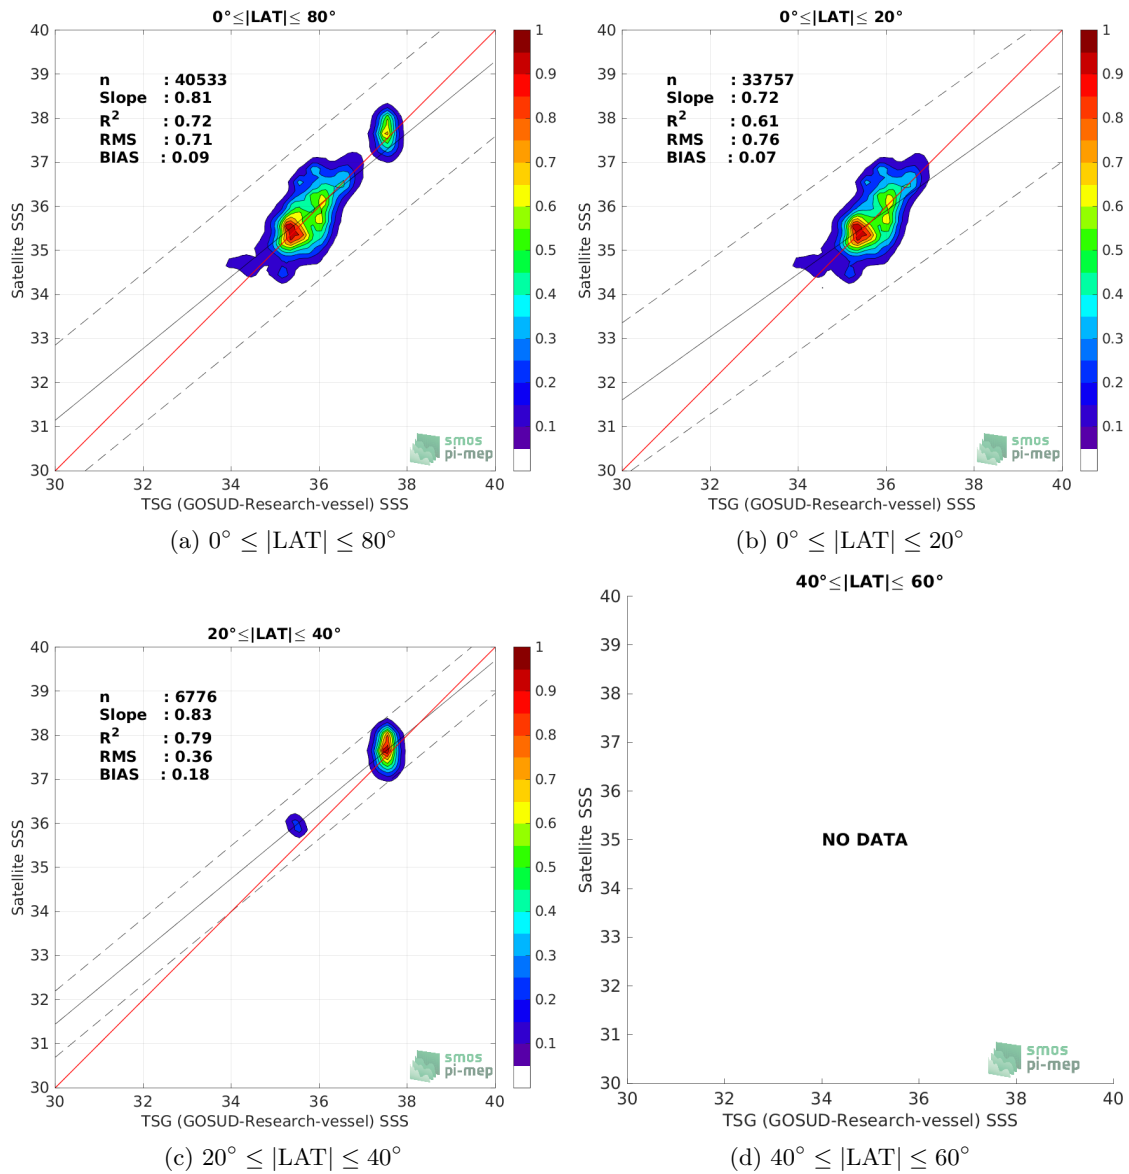 0°≤|LAT|≤ 80°
40
39
38
37
36
35
34
33
32
31
30
Satellite SSS
n : 40533
Slope : 0.81
R² : 0.72
RMS : 0.71
BIAS : 0.09
smos
pi-mep
30 32 34 36 38 40
TSG (GOSUD-Research-vessel) SSS
1
0.9
0.8
0.7
0.6
0.5
0.4
0.3
0.2
0.1
(a) 0° ≤ |LAT| ≤ 80°
0°≤|LAT|≤ 20°
40
39
38
37
36
35
34
33
32
31
30
Satellite SSS
n : 33757
Slope : 0.72
R² : 0.61
RMS : 0.76
BIAS : 0.07
smos
pi-mep
30 32 34 36 38 40
TSG (GOSUD-Research-vessel) SSS
1
0.9
0.8
0.7
0.6
0.5
0.4
0.3
0.2
0.1
(b) 0° ≤ |LAT| ≤ 20°
20°≤|LAT|≤ 40°
40
39
38
37
36
35
34
33
32
31
30
Satellite SSS
n : 6776
Slope : 0.83
R² : 0.79
RMS : 0.36
BIAS : 0.18
smos
pi-mep
30 32 34 36 38 40
TSG (GOSUD-Research-vessel) SSS
1
0.9
0.8
0.7
0.6
0.5
0.4
0.3
0.2
0.1
(c) 20° ≤ |LAT| ≤ 40°
40°≤|LAT|≤ 60°
40
39
38
37
36
35
34
33
32
31
30
Satellite SSS
NO DATA
smos
pi-mep
30 32 34 36 38 40
TSG (GOSUD-Research-vessel) SSS
(d) 40° ≤ |LAT| ≤ 60°